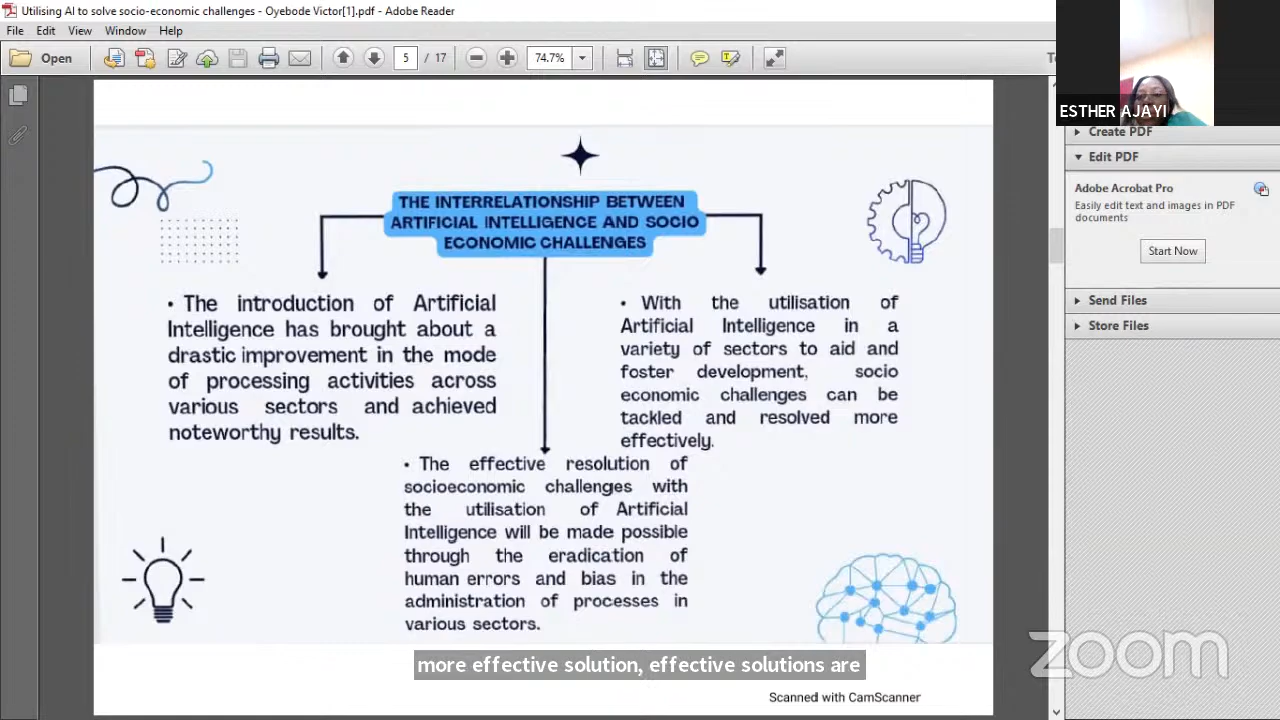 Utilising AI to solve socio-economic challenges - Oyebode Victor[1].pdf - Adobe Reader
File Edit View Window Help
Open 5 / 17 74.7%
ESTHER AJAYI
Create PDF
Edit PDF
Adobe Acrobat Pro
Easily edit text and images in PDF
documents
Start Now
Send Files
Store Files
THE INTERRELATIONSHIP BETWEEN
ARTIFICIAL INTELLIGENCE AND SOCIO
ECONOMIC CHALLENGES
• The introduction of Artificial
Intelligence has brought about a
drastic improvement in the mode
of processing activities across
various sectors and achieved
noteworthy results.
• With the utilisation of
Artificial Intelligence in a
variety of sectors to aid and
foster development, socio
economic challenges can be
tackled and resolved more
effectively.
• The effective resolution of
socioeconomic challenges with
the utilisation of Artificial
Intelligence will be made possible
through the eradication of
human errors and bias in the
administration of processes in
various sectors.
more effective solution, effective solutions are
zoom
Scanned with CamScanner